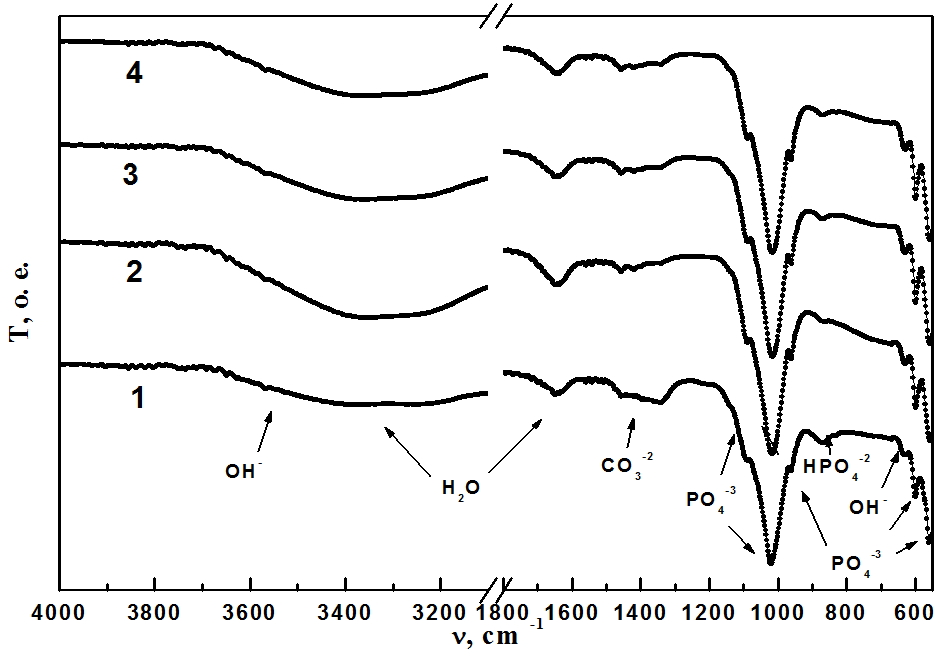 4
3
2
1
T, o. e.
OH-
H2O
CO3-2
PO4-3
HPO4-2
OH-
PO4-3
4000 3800 3600 3400 3200 1800 1600 1400 1200 1000 800 600
ν, cm-1